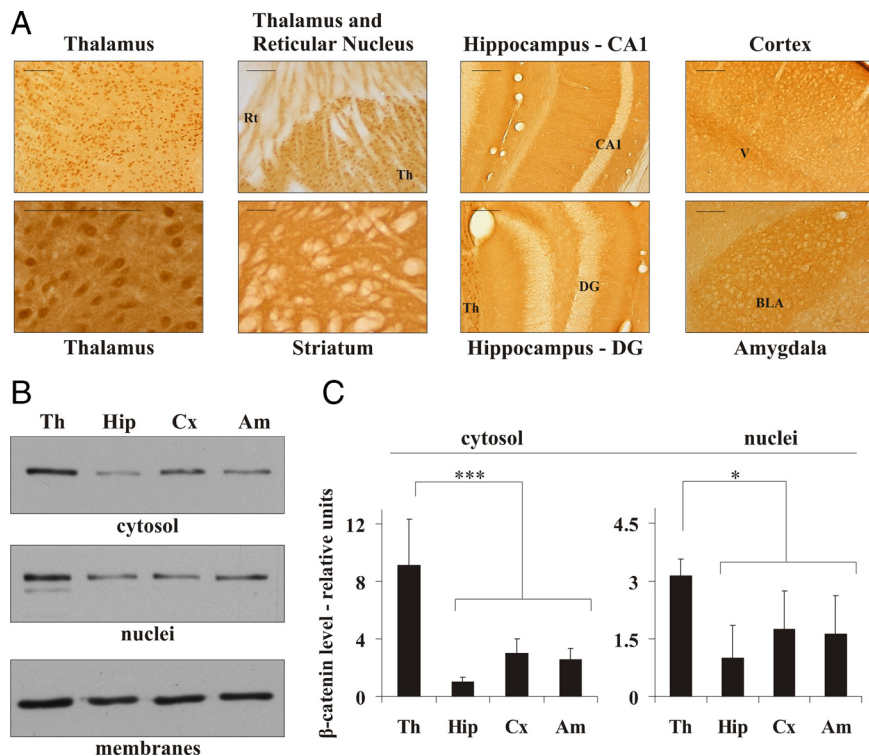 A
Thalamus
Thalamus and
Reticular Nucleus
Hippocampus - CA1
Cortex
Rt
Th
CA1
V
Th
DG
BLA
Thalamus
Striatum
Hippocampus - DG
Amygdala
B
Th Hip Cx Am
cytosol
nuclei
membranes
C
cytosol
nuclei
β-catenin level - relative units
***
12
8
4
0
Th Hip Cx Am
*
4.5
3
1.5
0
Th Hip Cx Am